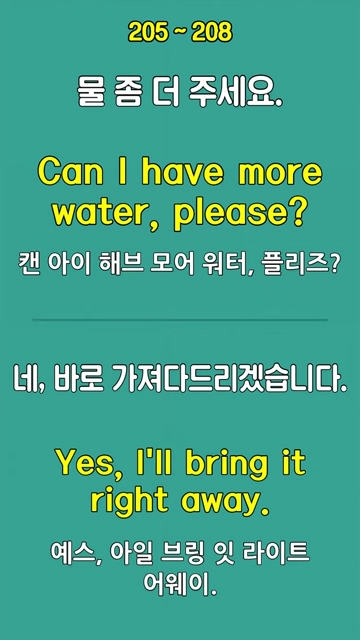 205 ~ 208
물 좀 더 주세요.
Can I have more
water, please?
캔 아이 해브 모어 워터, 플리즈?
네, 바로 가져다드리겠습니다.
Yes, I'll bring it
right away.
예스, 아일 브링 잇 라이트
어웨이.